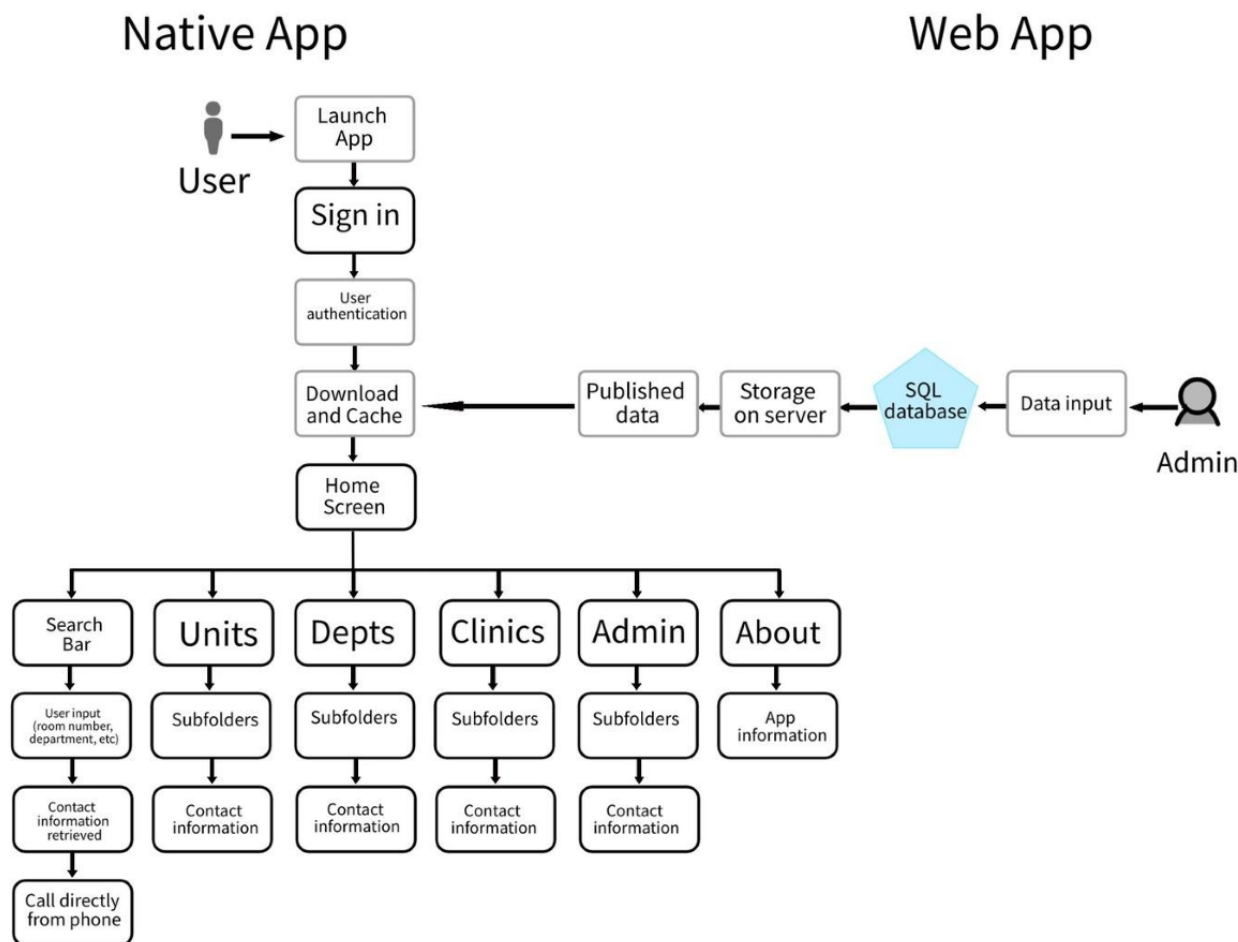 Native App
Web App
User
Launch
App
Sign in
User
authentication
Download
and Cache
Published
data
Storage
on server
SQL
database
Data input
Admin
Home
Screen
Search
Bar
Units
Depts
Clinics
Admin
About
User input
(room number,
department, etc)
Subfolders
Subfolders
Subfolders
Subfolders
App
information
Contact
information
retrieved
Contact
information
Contact
information
Contact
information
Contact
information
Call directly
from phone